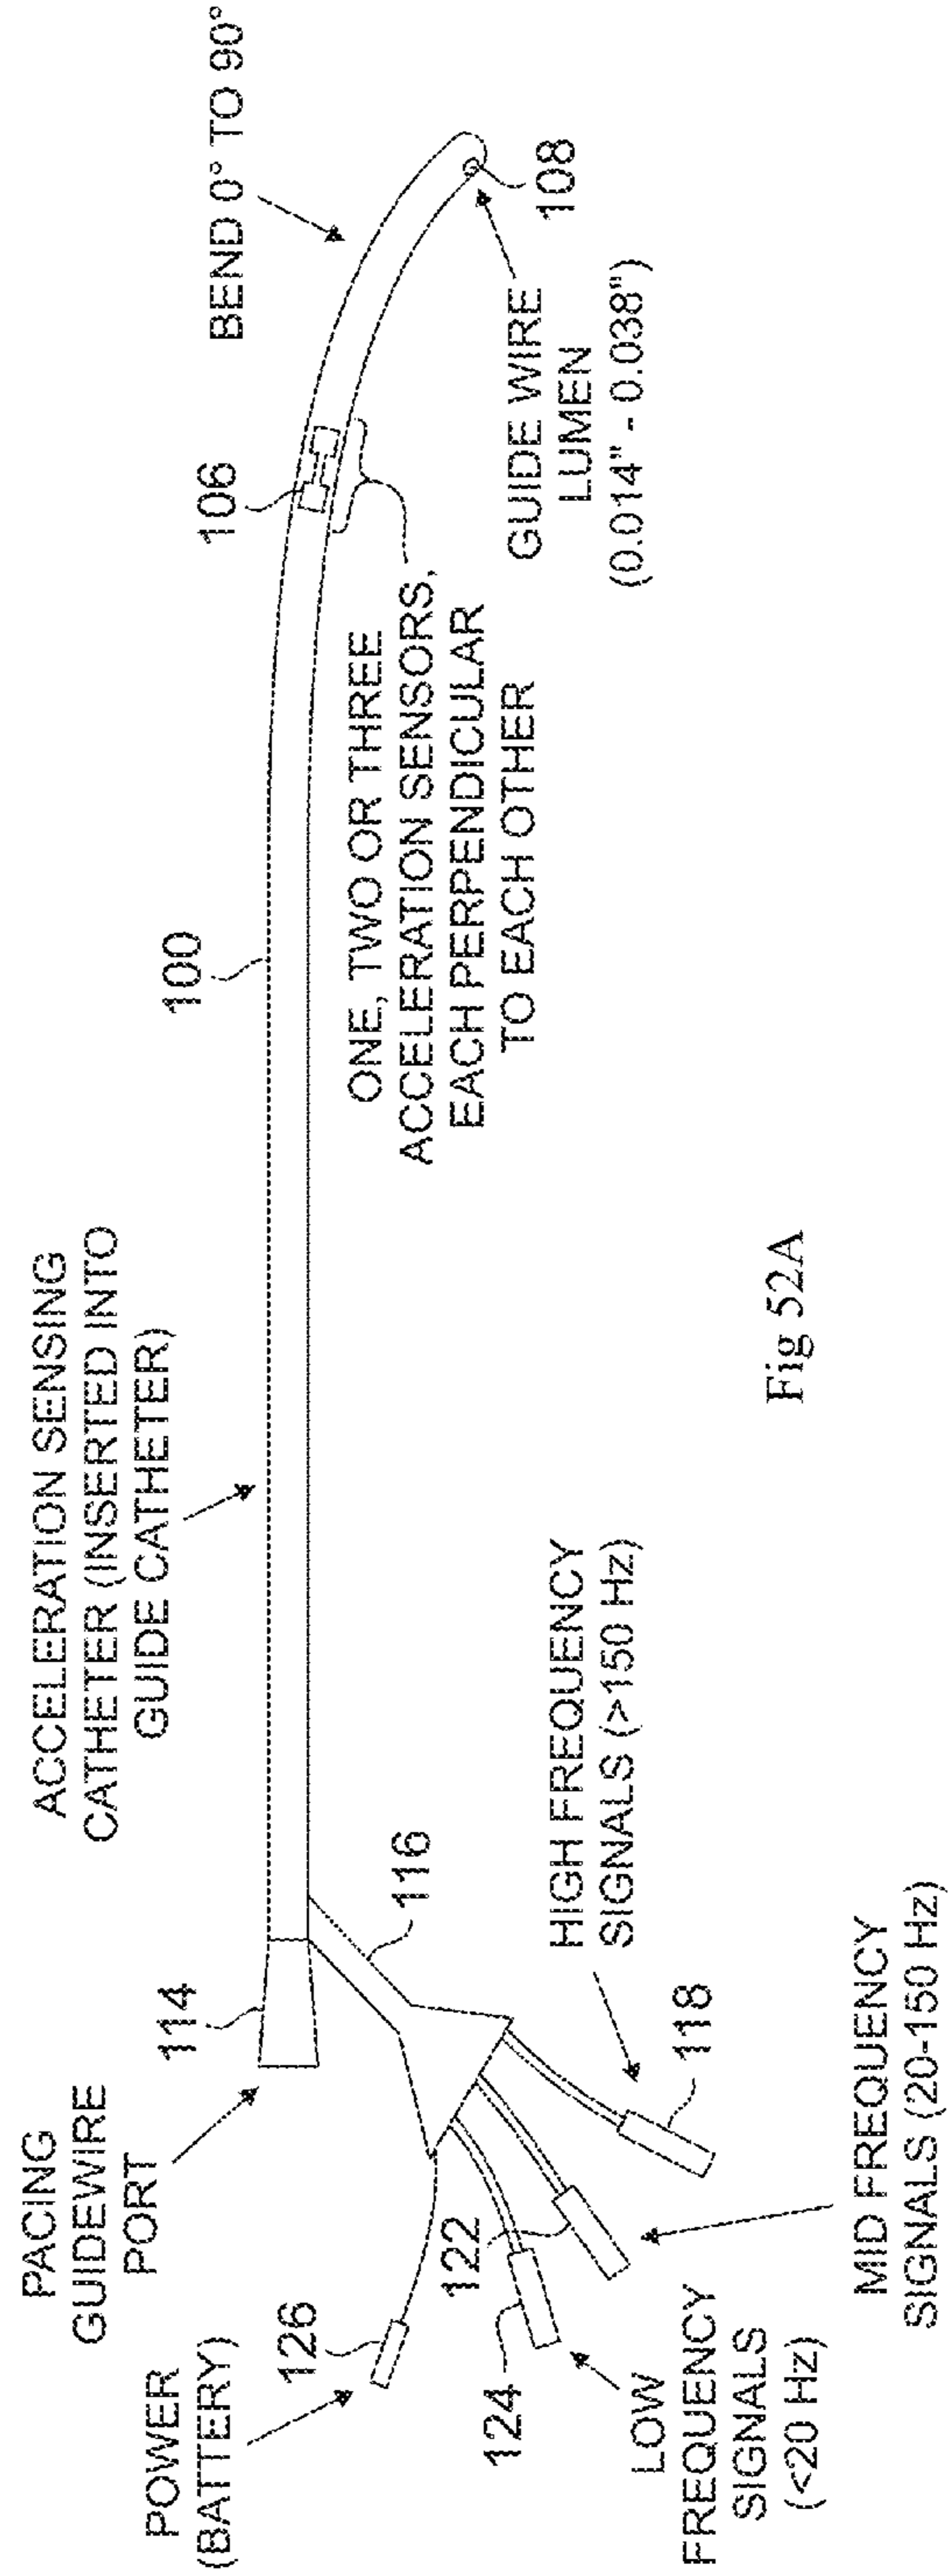 POWER
(BATTERY)
126
PACING
GUIDEWIRE
PORT
114
ACCELERATION SENSING
CATHETER (INSERTED INTO
GUIDE CATHETER)
100
106
BEND 0° TO 90°
108
GUIDE WIRE
LUMEN
(0.014" - 0.038")
ONE, TWO OR THREE
ACCELERATION SENSORS,
EACH PERPENDICULAR
TO EACH OTHER
116
HIGH FREQUENCY
SIGNALS (>150 Hz)
118
122
MID FREQUENCY
SIGNALS (20-150 Hz)
124
LOW
FREQUENCY
SIGNALS
(<20 Hz)
Fig 52A